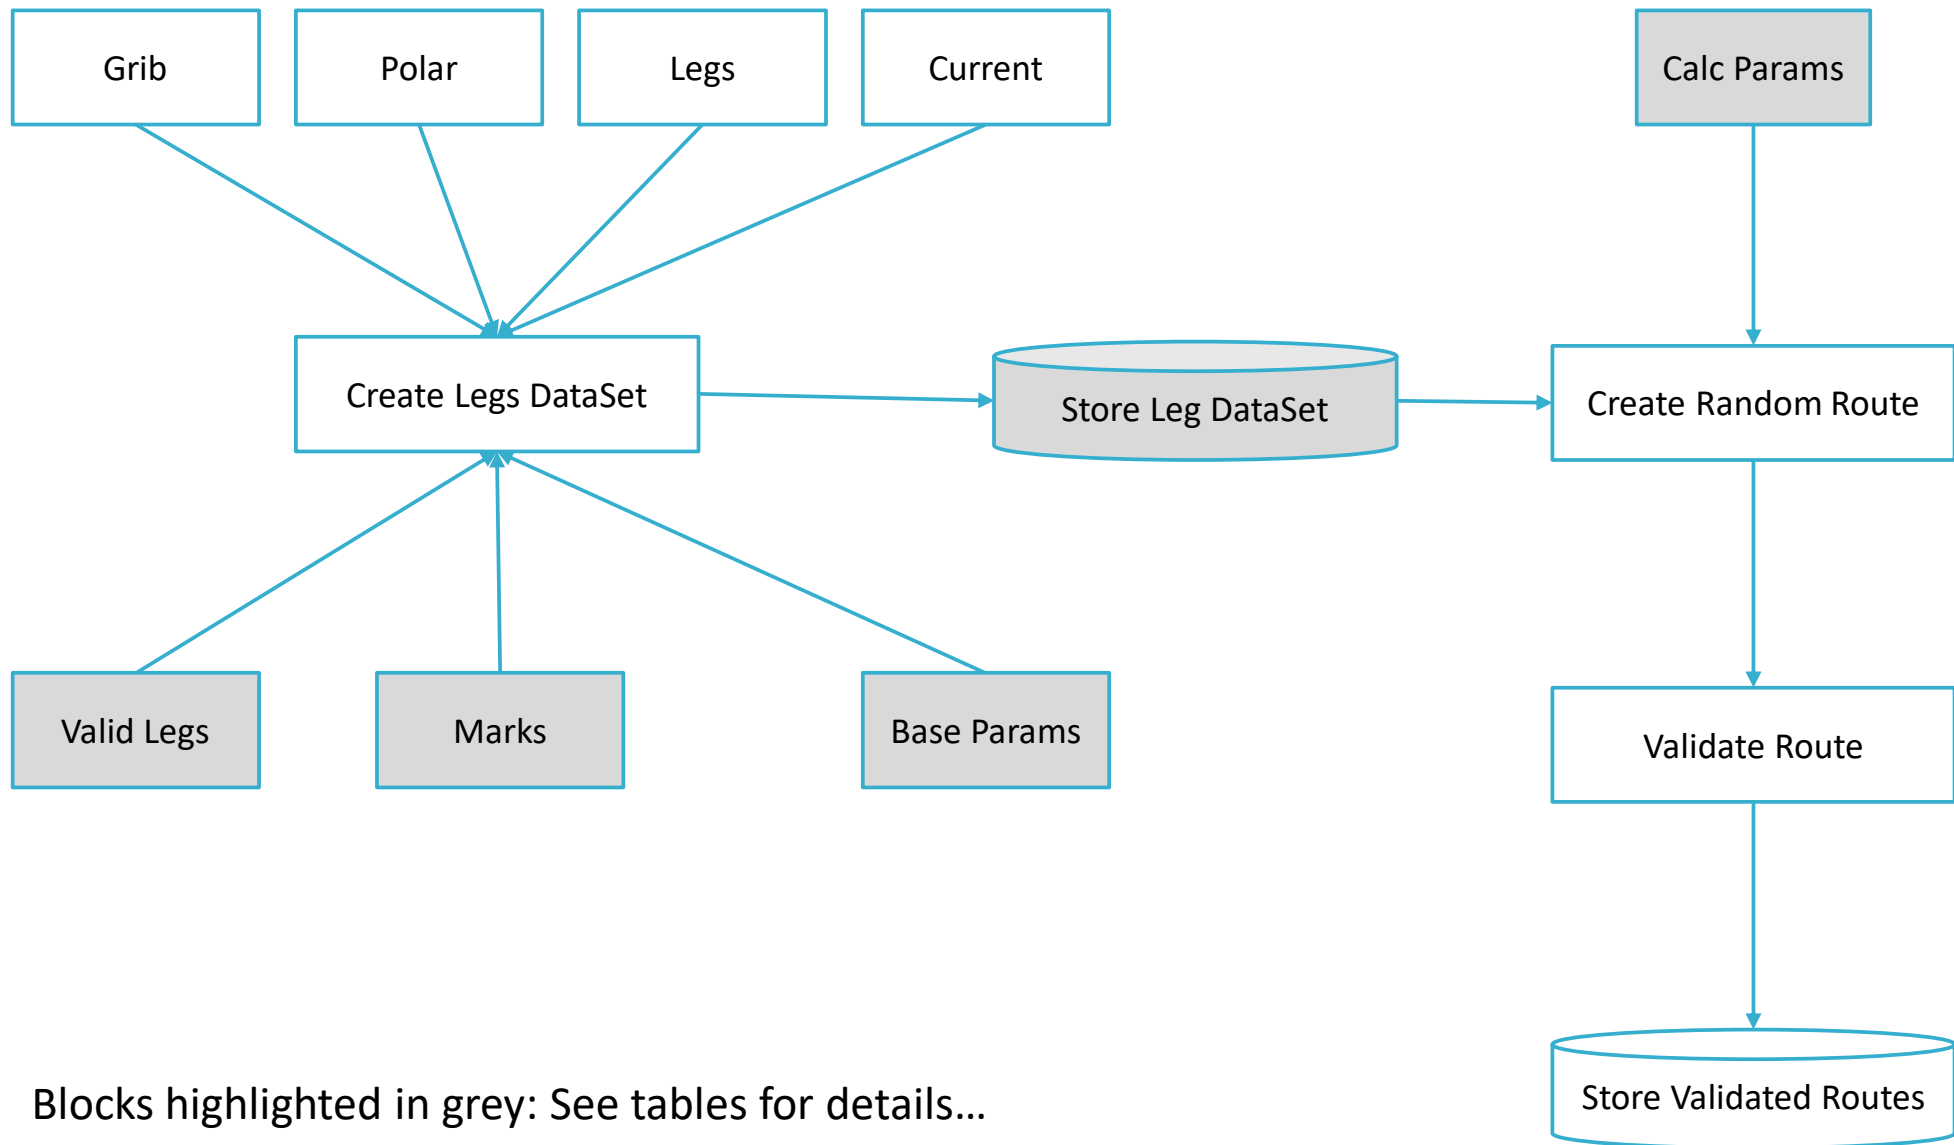 Grib
Polar
Legs
Current
Calc Params
Create Legs DataSet
Store Leg DataSet
Create Random Route
Valid Legs
Marks
Base Params
Validate Route
Blocks highlighted in grey: See tables for details…
Store Validated Routes